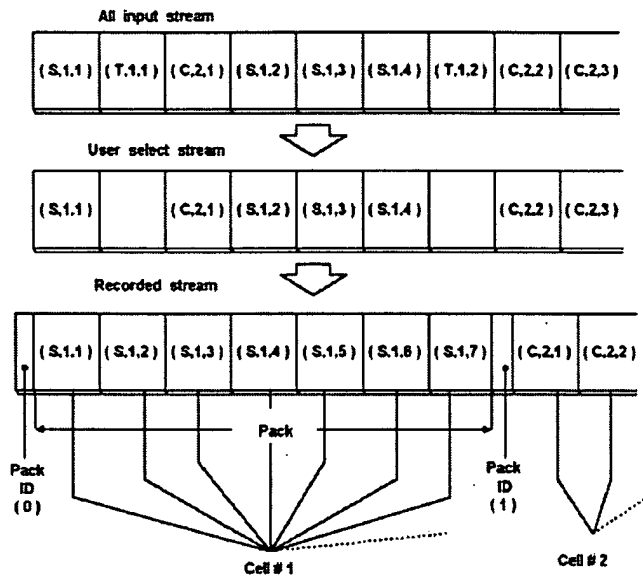 All input stream
( S,1,1 ) ( T,1,1 ) ( C,2,1 ) ( S,1,2 ) ( S,1,3 ) ( S,1,4 ) ( T,1,2 ) ( C,2,2 ) ( C,2,3 )
User select stream
( S,1,1 ) ( C,2,1 ) ( S,1,2 ) ( S,1,3 ) ( S,1,4 ) ( C,2,2 ) ( C,2,3 )
Recorded stream
( S,1,1 ) ( S,1,2 ) ( S,1,3 ) ( S,1,4 ) ( S,1,5 ) ( S,1,6 ) ( S,1,7 ) ( C,2,1 ) ( C,2,2 )
Pack
Pack
ID
( 0 )
Pack
ID
( 1 )
Cell # 1
Cell # 2